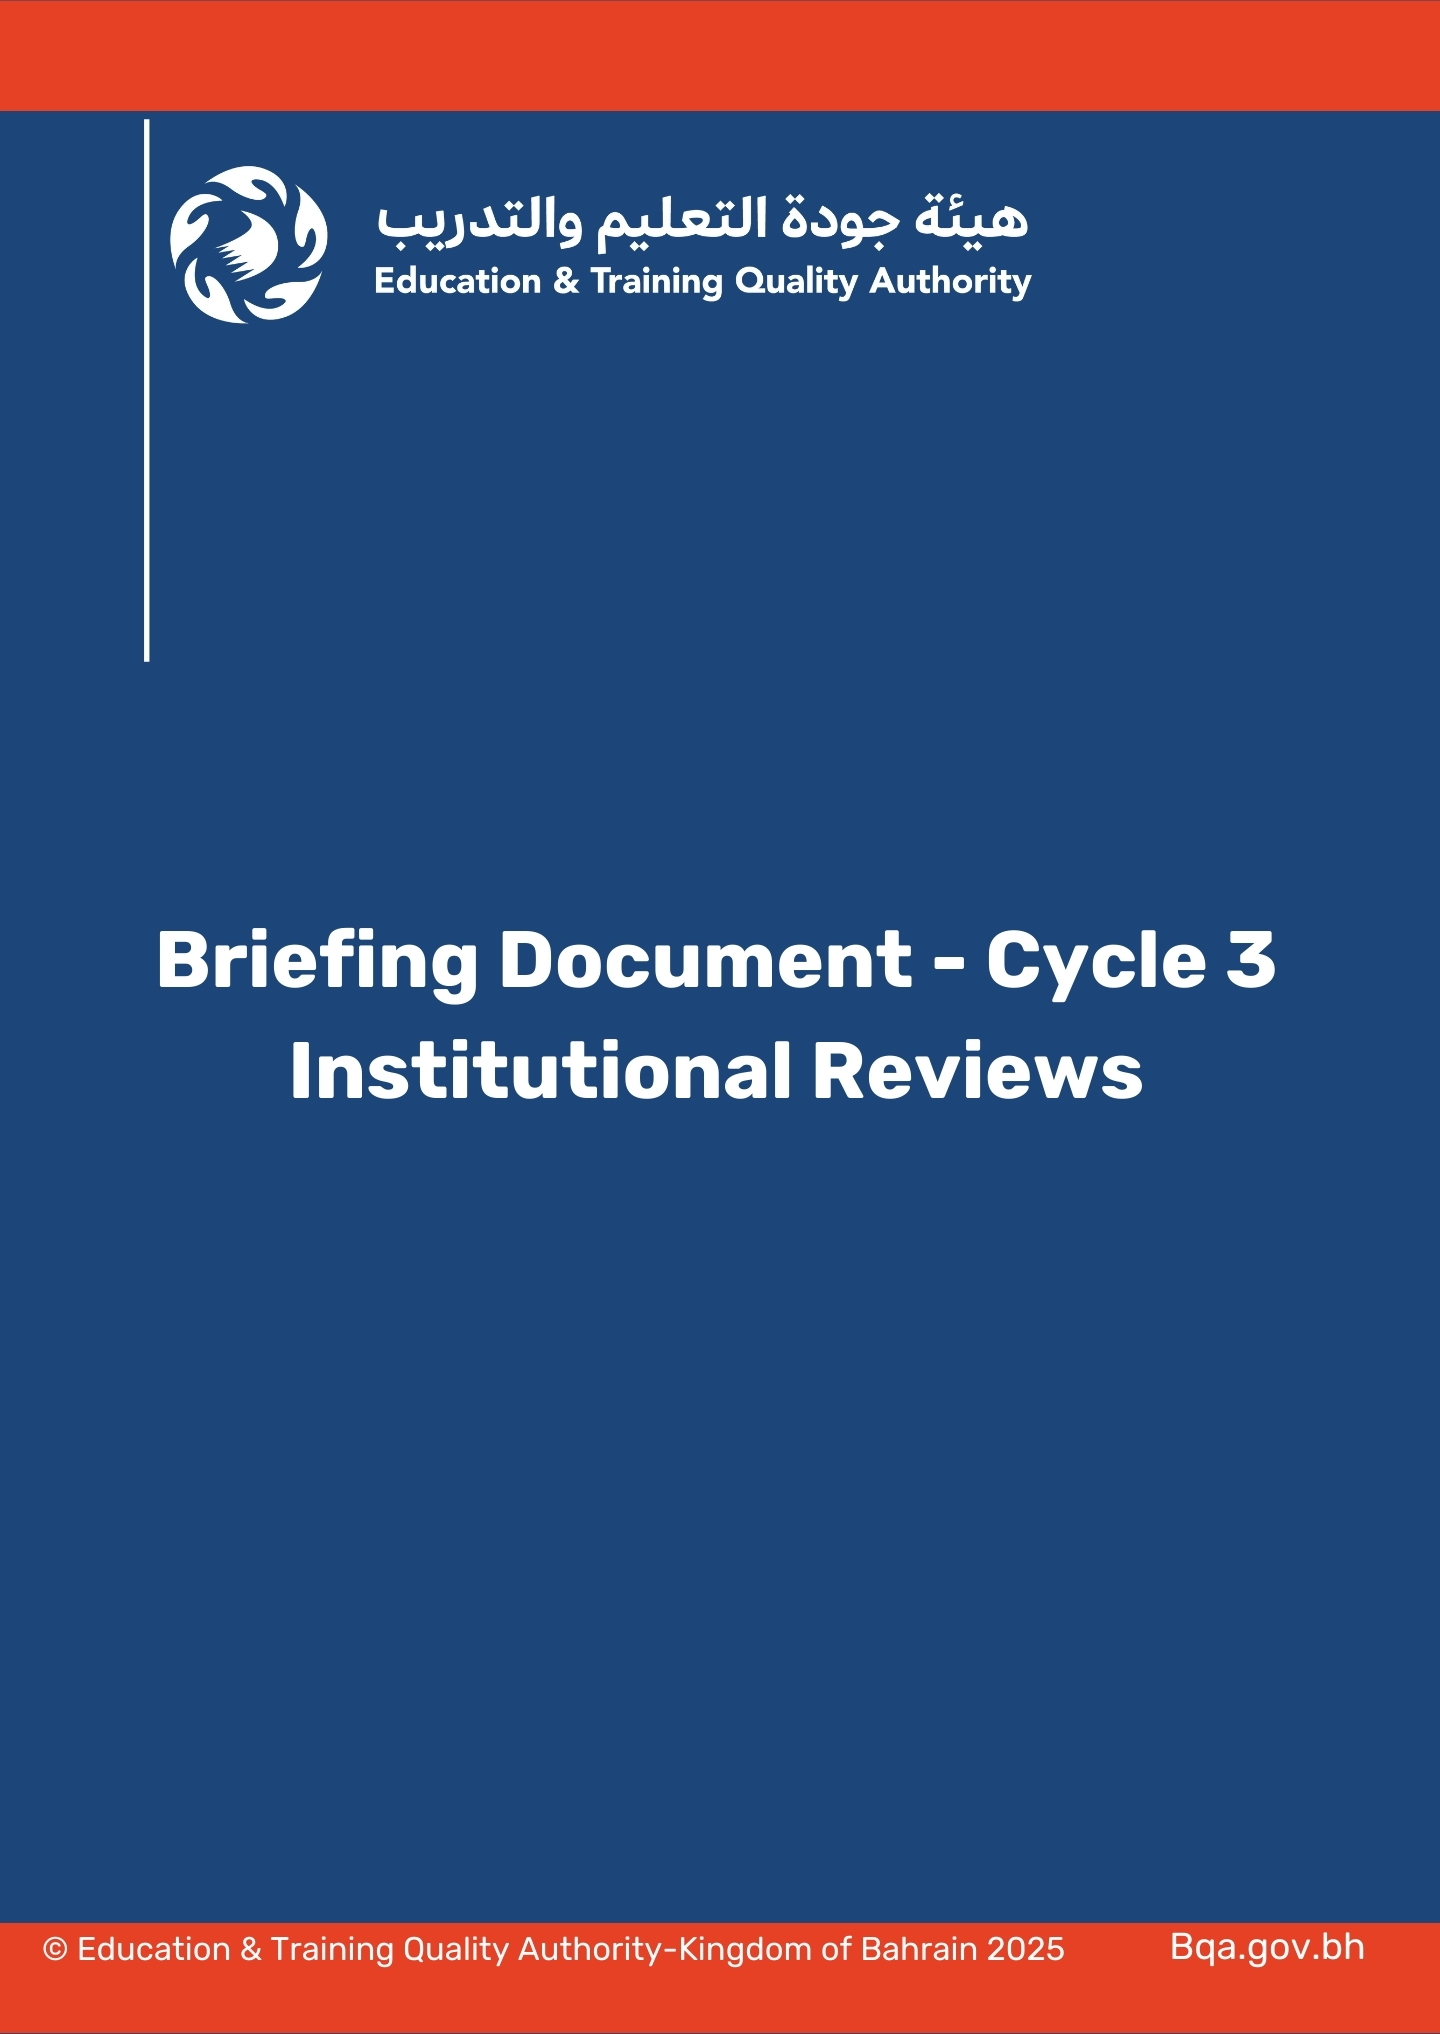 هيئة جودة التعليم والتدريب
Education & Training Quality Authority
Briefing Document - Cycle 3
Institutional Reviews
© Education & Training Quality Authority-Kingdom of Bahrain 2025
Bqa.gov.bh